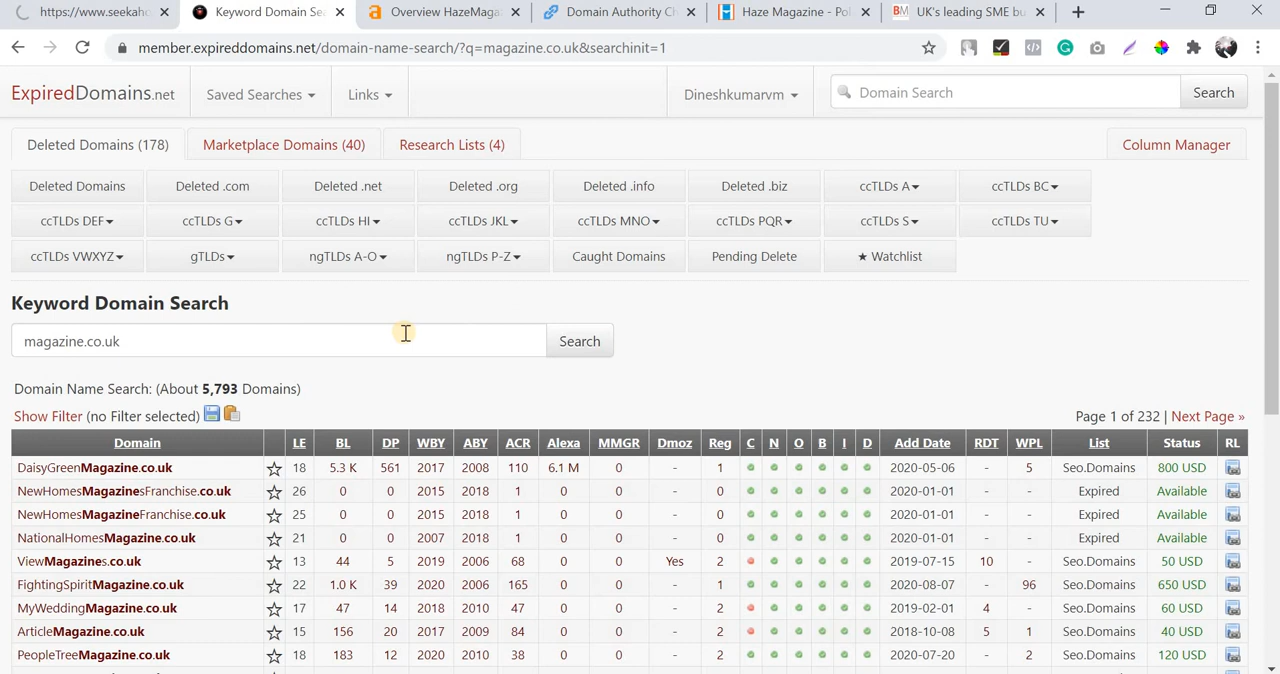 https://www.seekaho
Keyword Domain Sea
Overview HazeMaga
Domain Authority Ch
Haze Magazine - Pol
UK's leading SME bu
member.expireddomains.net/domain-name-search/?q=magazine.co.uk&searchinit=1
ExpiredDomains.net Saved Searches Links Dineshkumarvm Domain Search Search
Deleted Domains (178) Marketplace Domains (40) Research Lists (4) Column Manager
Deleted Domains Deleted .com Deleted .net Deleted .org Deleted .info Deleted .biz ccTLDs A ccTLDs BC
ccTLDs DEF ccTLDs G ccTLDs HI ccTLDs JKL ccTLDs MNO ccTLDs PQR ccTLDs S ccTLDs TU
ccTLDs VWXYZ gTLDs ngTLDs A-O ngTLDs P-Z Caught Domains Pending Delete ★ Watchlist
Keyword Domain Search
magazine.co.uk Search
Domain Name Search: (About 5,793 Domains)
Show Filter (no Filter selected) Page 1 of 232 | Next Page »
Domain LE BL DP WBY ABY ACR Alexa MMGR Dmoz Reg C N O B I D Add Date RDT WPL List Status RL
DaisyGreenMagazine.co.uk 18 5.3 K 561 2017 2008 110 6.1 M 0 - 1 2020-05-06 - 5 Seo.Domains 800 USD
NewHomesMagazinesFranchise.co.uk 26 0 0 2015 2018 1 0 0 - 0 2020-01-01 - - Expired Available
NewHomesMagazineFranchise.co.uk 25 0 0 2015 2018 1 0 0 - 0 2020-01-01 - - Expired Available
NationalHomesMagazine.co.uk 21 0 0 2007 2018 1 0 0 - 0 2020-01-01 - - Expired Available
ViewMagazines.co.uk 13 44 5 2019 2006 68 0 0 Yes 2 2019-07-15 10 - Seo.Domains 50 USD
FightingSpiritMagazine.co.uk 22 1.0 K 39 2020 2006 165 0 0 - 1 2020-08-07 - 96 Seo.Domains 650 USD
MyWeddingMagazine.co.uk 17 47 14 2018 2010 47 0 0 - 2 2019-02-01 4 - Seo.Domains 60 USD
ArticleMagazine.co.uk 15 156 20 2017 2009 84 0 0 - 2 2018-10-08 5 1 Seo.Domains 40 USD
PeopleTreeMagazine.co.uk 18 183 12 2020 2010 38 0 0 - 2 2020-07-20 - 2 Seo.Domains 120 USD